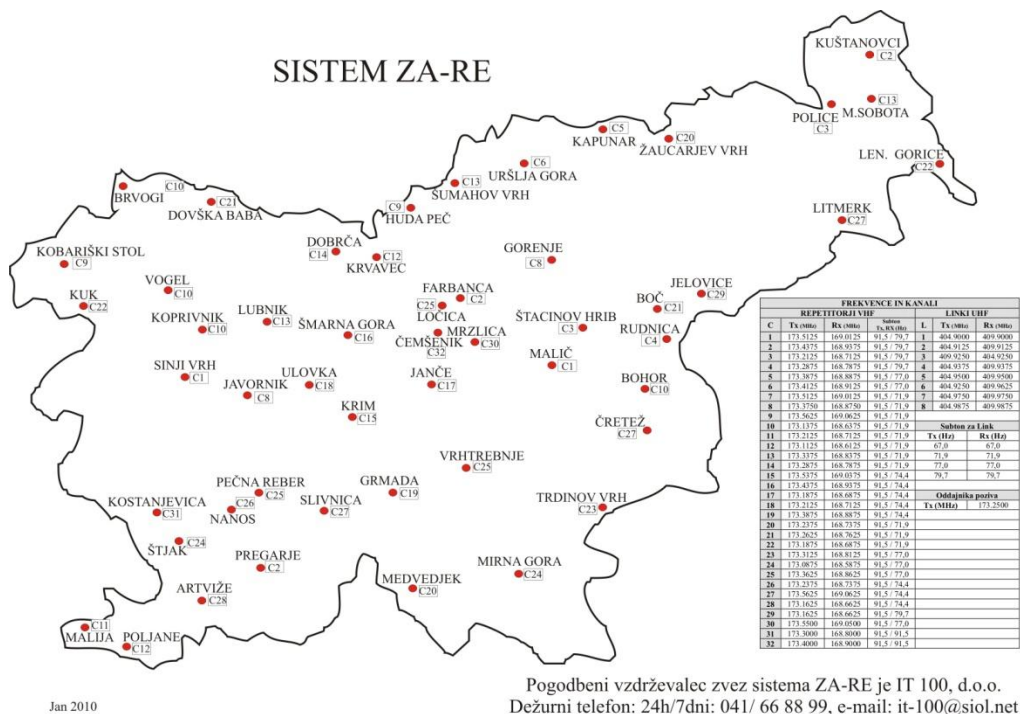 SISTEM ZA-RE
KUŠTANOVCI
C2
C13
M.SOBOTA
POLICE
C3
C5
KAPUNAR
C20
ŽAUCARJEV VRH
LEN. GORICE
C22
C6
URŠLJA GORA
C13
ŠUMAHOV VRH
C10
BRVOGI
C21
DOVŠKA BABA
C9
HUDA PEČ
LITMERK
C27
DOBRČA
C14
C12
KRVAVEC
GORENJE
C8
KOBARIŠKI STOL
C9
VOGEL
C10
KUK
C22
FARBANCA
C2
C25
LOČICA
JELOVICE
C29
BOČ
C21
LUBNIK
C13
KOPRIVNIK
C10
ŠMARNA GORA
C16
MRZLICA
C30
ČEMŠENIK
C32
ŠTACINOV HRIB
C3
RUDNICA
C4
MALIČ
C1
SINJI VRH
C1
JAVORNIK
C8
ULOVKA
C18
JANČE
C17
BOHOR
C10
KRIM
C15
ČRETEŽ
C27
VRHTREBNJE
C25
PEČNA REBER
C25
GRMADA
C19
KOSTANJEVICA
C31
C26
NANOS
SLIVNICA
C27
TRDINOV VRH
C23
C24
ŠTJAK
PREGARJE
C2
MIRNA GORA
C24
MEDVEDJEK
C20
ARTVIŽE
C28
C11
MALIJA
POLJANE
C12
FREKVENCE IN KANALI
REPETITORJI VHF LINKI UHF
C Tx (MHz) Rx (MHz) Subton Tx, RX (Hz) L Tx (MHz) Rx (MHz)
1 173.5125 169.0125 91,5 / 79,7 1 404.9000 409.9000
2 173.4375 168.9375 91,5 / 79,7 2 404.9125 409.9125
3 173.2125 168.7125 91,5 / 79,7 3 409.9250 404.9250
4 173.2875 168.7875 91,5 / 79,7 4 404.9375 409.9375
5 173.3875 168.8875 91,5 / 77,0 5 404.9500 409.9500
6 173.4125 168.9125 91,5 / 77,0 6 404.9250 409.9625
7 173.5125 169.0125 91,5 / 71,9 7 404.9750 409.9750
8 173.3750 168.8750 91,5 / 71,9 8 404.9875 409.9875
9 173.5625 169.0625 91,5 / 71,9
10 173.1375 168.6375 91,5 / 71,9 Subton za Link
11 173.2125 168.7125 91,5 / 71,9 Tx (Hz) Rx (Hz)
12 173.1125 168.6125 91,5 / 71,9 67,0 67,0
13 173.3375 168.8375 91,5 / 71,9 71,9 71,9
14 173.2875 168.7875 91,5 / 71,9 77,0 77,0
15 173.5375 169.0375 91,5 / 74,4 79,7 79,7
16 173.4375 168.9375 91,5 / 74,4
17 173.1875 168.6875 91,5 / 74,4 Oddajnika poziva
18 173.2125 168.7125 91,5 / 74,4 Tx (MHz) 173.2500
19 173.3875 168.8875 91,5 / 74,4
20 173.2375 168.7375 91,5 / 71,9
21 173.2625 168.7625 91,5 / 71,9
22 173.1875 168.6875 91,5 / 71,9
23 173.3125 168.8125 91,5 / 77,0
24 173.0875 168.5875 91,5 / 77,0
25 173.3625 168.8625 91,5 / 77,0
26 173.2375 168.7375 91,5 / 74,4
27 173.5625 169.0625 91,5 / 74,4
28 173.1625 168.6625 91,5 / 74,4
29 173.1625 168.6625 91,5 / 79,7
30 173.5500 169.0500 91,5 / 77,0
31 173.3000 168.8000 91,5 / 91,5
32 173.4000 168.9000 91,5 / 91,5
Pogodbeni vzdrževalec zvez sistema ZA-RE je IT 100, d.o.o.
Jan 2010
Dežurni telefon: 24h/7dni: 041/ 66 88 99, e-mail: it-100@siol.net